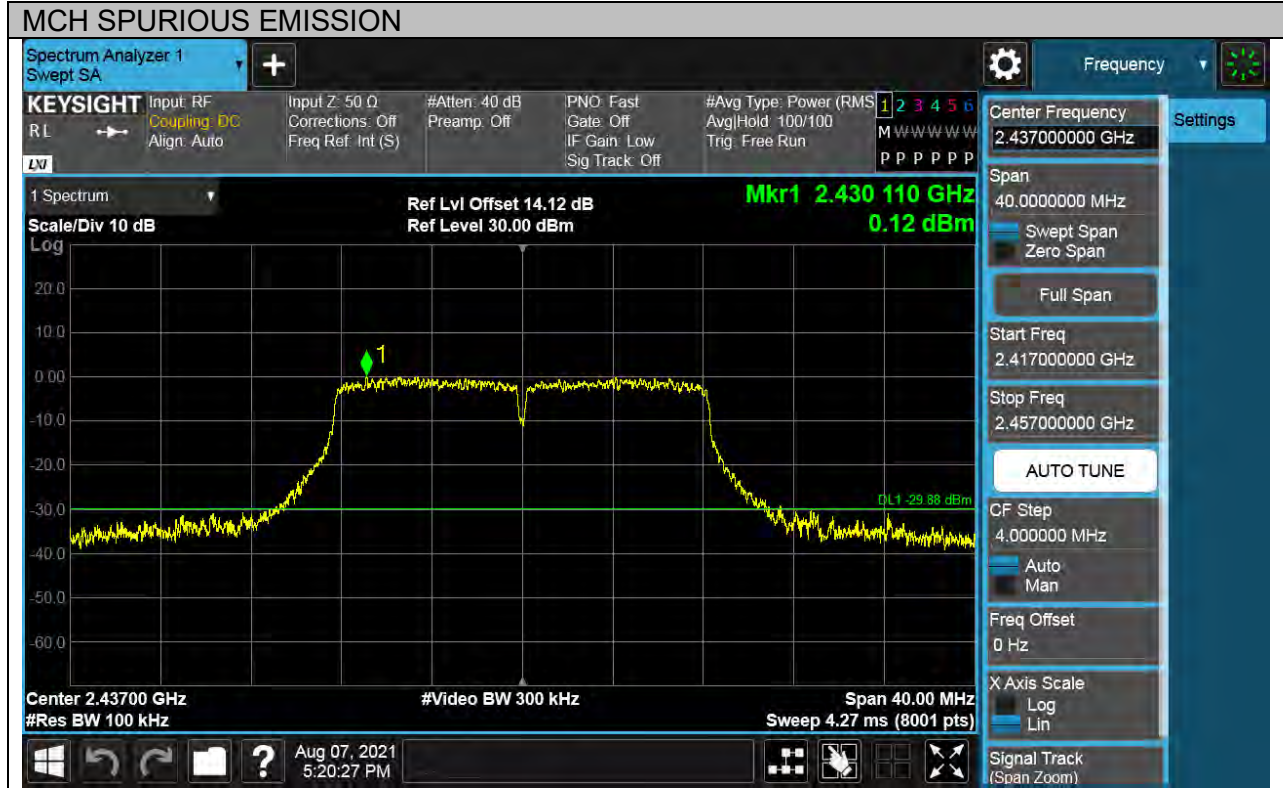 MCH SPURIOUS EMISSION
Spectrum Analyzer 1
Swept SA
Frequency
KEYSIGHT
RL
LXI
Input: RF
Coupling: DC
Align: Auto
Input Z: 50 Ω
Corrections: Off
Freq Ref: Int (S)
#Atten: 40 dB
Preamp: Off
PNO: Fast
Gate: Off
IF Gain: Low
Sig Track: Off
#Avg Type: Power (RMS
Avg|Hold: 100/100
Trig: Free Run
1 2 3 4 5 6
M W W W W W
P P P P P P
1 Spectrum
Scale/Div 10 dB
Ref Lvl Offset 14.12 dB
Ref Level 30.00 dBm
Mkr1 2.430 110 GHz
0.12 dBm
Log
20.0
10.0
0.00
-10.0
-20.0
-30.0
-40.0
-50.0
-60.0
1
DL1 -29.88 dBm
Center 2.43700 GHz
#Res BW 100 kHz
#Video BW 300 kHz
Span 40.00 MHz
Sweep 4.27 ms (8001 pts)
Center Frequency
2.437000000 GHz
Settings
Span
40.0000000 MHz
Swept Span
Zero Span
Full Span
Start Freq
2.417000000 GHz
Stop Freq
2.457000000 GHz
AUTO TUNE
CF Step
4.000000 MHz
Auto
Man
Freq Offset
0 Hz
X Axis Scale
Log
Lin
Signal Track
(Span Zoom)
?
Aug 07, 2021
5:20:27 PM